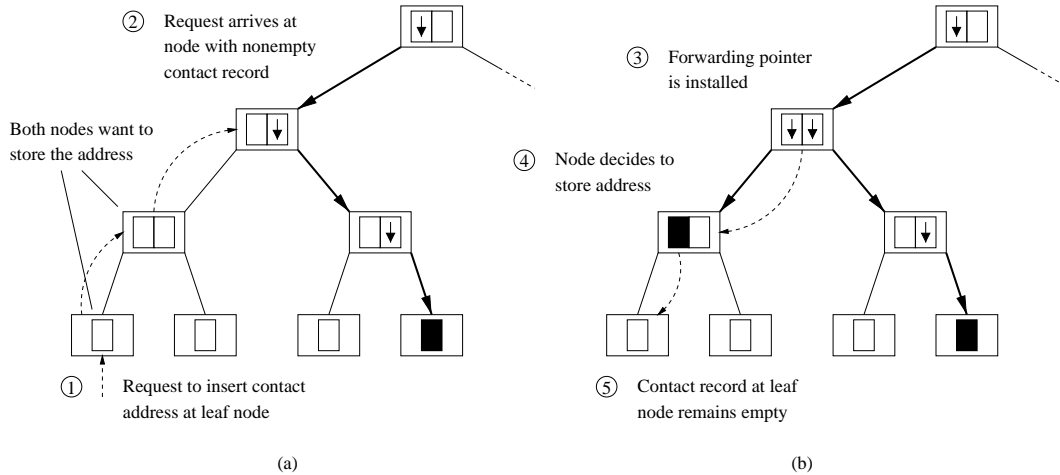 ② Request arrives at
node with nonempty
contact record
Both nodes want to
store the address
① Request to insert contact
address at leaf node
(a)
③ Forwarding pointer
is installed
④ Node decides to
store address
⑤ Contact record at leaf
node remains empty
(b)